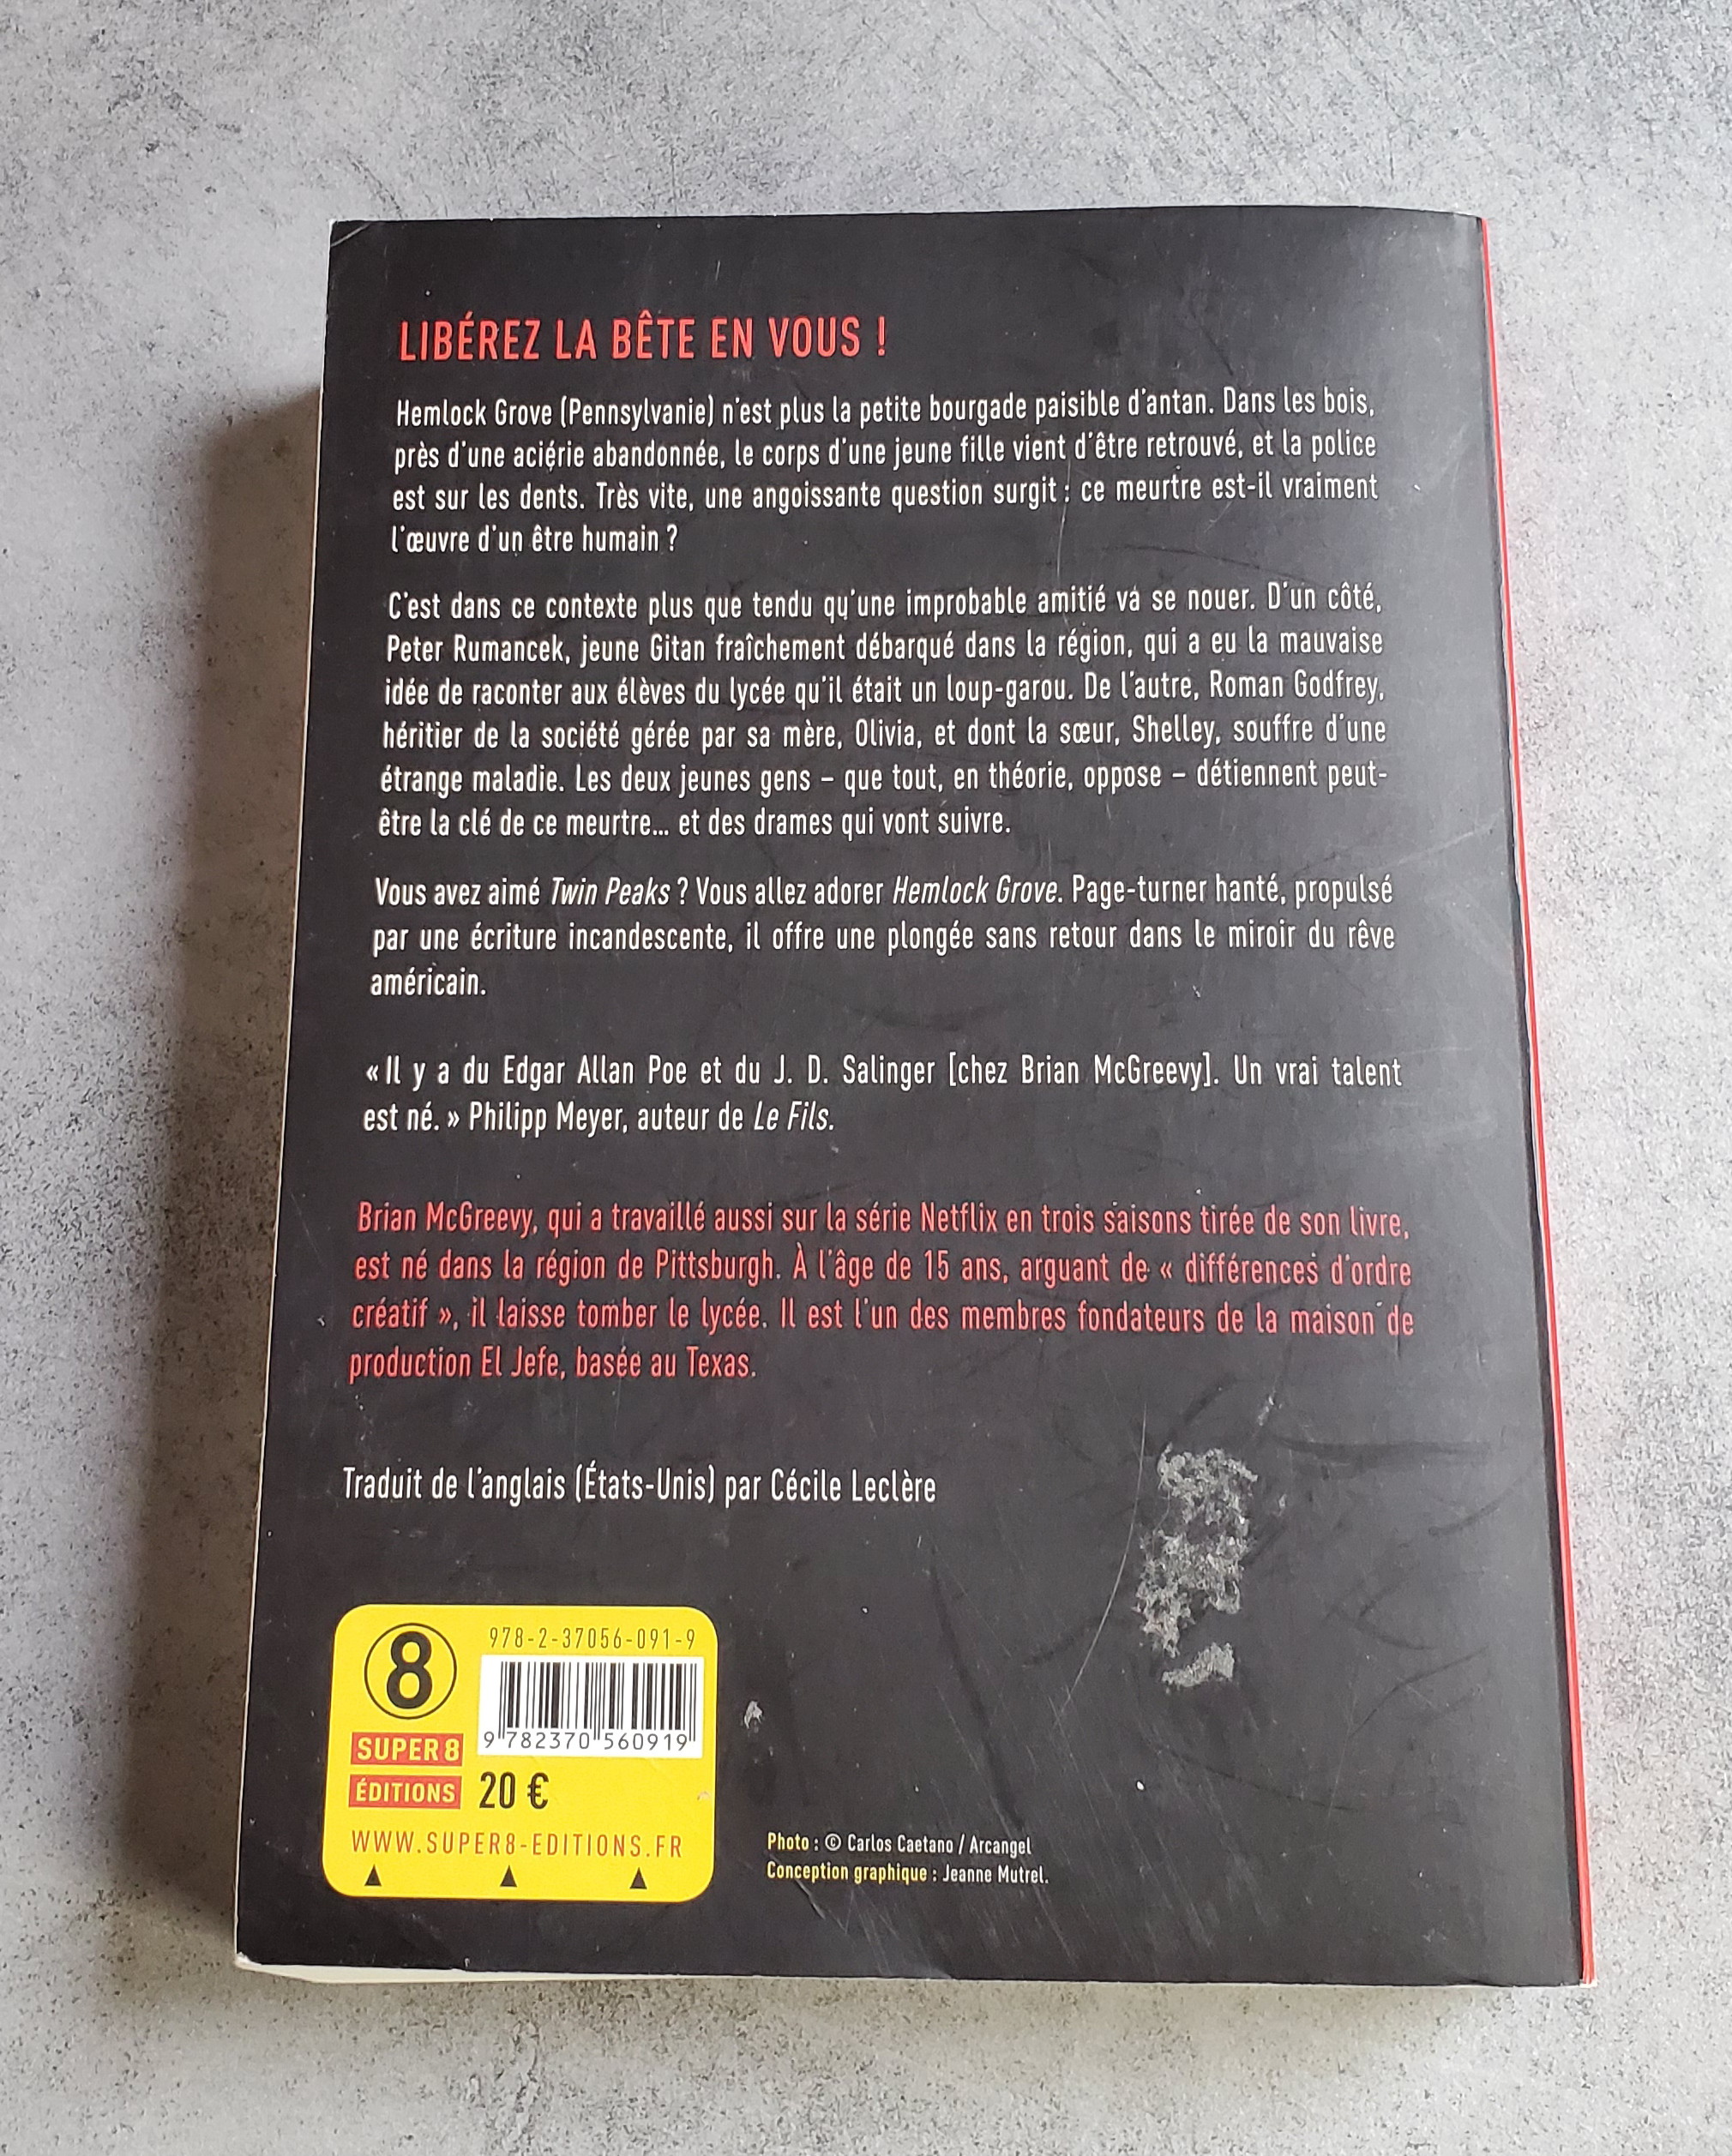 LIBÉREZ LA BÊTE EN VOUS !
Hemlock Grove (Pennsylvanie) n'est plus la petite bourgade paisible d'antan. Dans les bois,
près d'une aciérie abandonnée, le corps d'une jeune fille vient d'être retrouvé, et la police
est sur les dents. Très vite, une angoissante question surgit : ce meurtre est-il vraiment
l'œuvre d'un être humain ?
C'est dans ce contexte plus que tendu qu'une improbable amitié va se nouer. D'un côté,
Peter Rumancek, jeune Gitan fraîchement débarqué dans la région, qui a eu la mauvaise
idée de raconter aux élèves du lycée qu'il était un loup-garou. De l'autre, Roman Godfrey,
héritier de la société gérée par sa mère, Olivia, et dont la sœur, Shelley, souffre d'une
étrange maladie. Les deux jeunes gens – que tout, en théorie, oppose – détiennent peut-
être la clé de ce meurtre... et des drames qui vont suivre.
Vous avez aimé Twin Peaks ? Vous allez adorer Hemlock Grove. Page-turner hanté, propulsé
par une écriture incandescente, il offre une plongée sans retour dans le miroir du rêve
américain.
« Il y a du Edgar Allan Poe et du J. D. Salinger [chez Brian McGreevy]. Un vrai talent
est né. » Philipp Meyer, auteur de Le Fils.
Brian McGreevy, qui a travaillé aussi sur la série Netflix en trois saisons tirée de son livre,
est né dans la région de Pittsburgh. À l'âge de 15 ans, arguant de « différences d'ordre
créatif », il laisse tomber le lycée. Il est l'un des membres fondateurs de la maison de
production El Jefe, basée au Texas.
Traduit de l'anglais (États-Unis) par Cécile Leclère
8
978-2-37056-091-9
9 782370 560919
SUPER 8
ÉDITIONS
20 €
WWW.SUPER8-EDITIONS.FR
Photo : © Carlos Caetano / Arcangel
Conception graphique : Jeanne Mutrel.